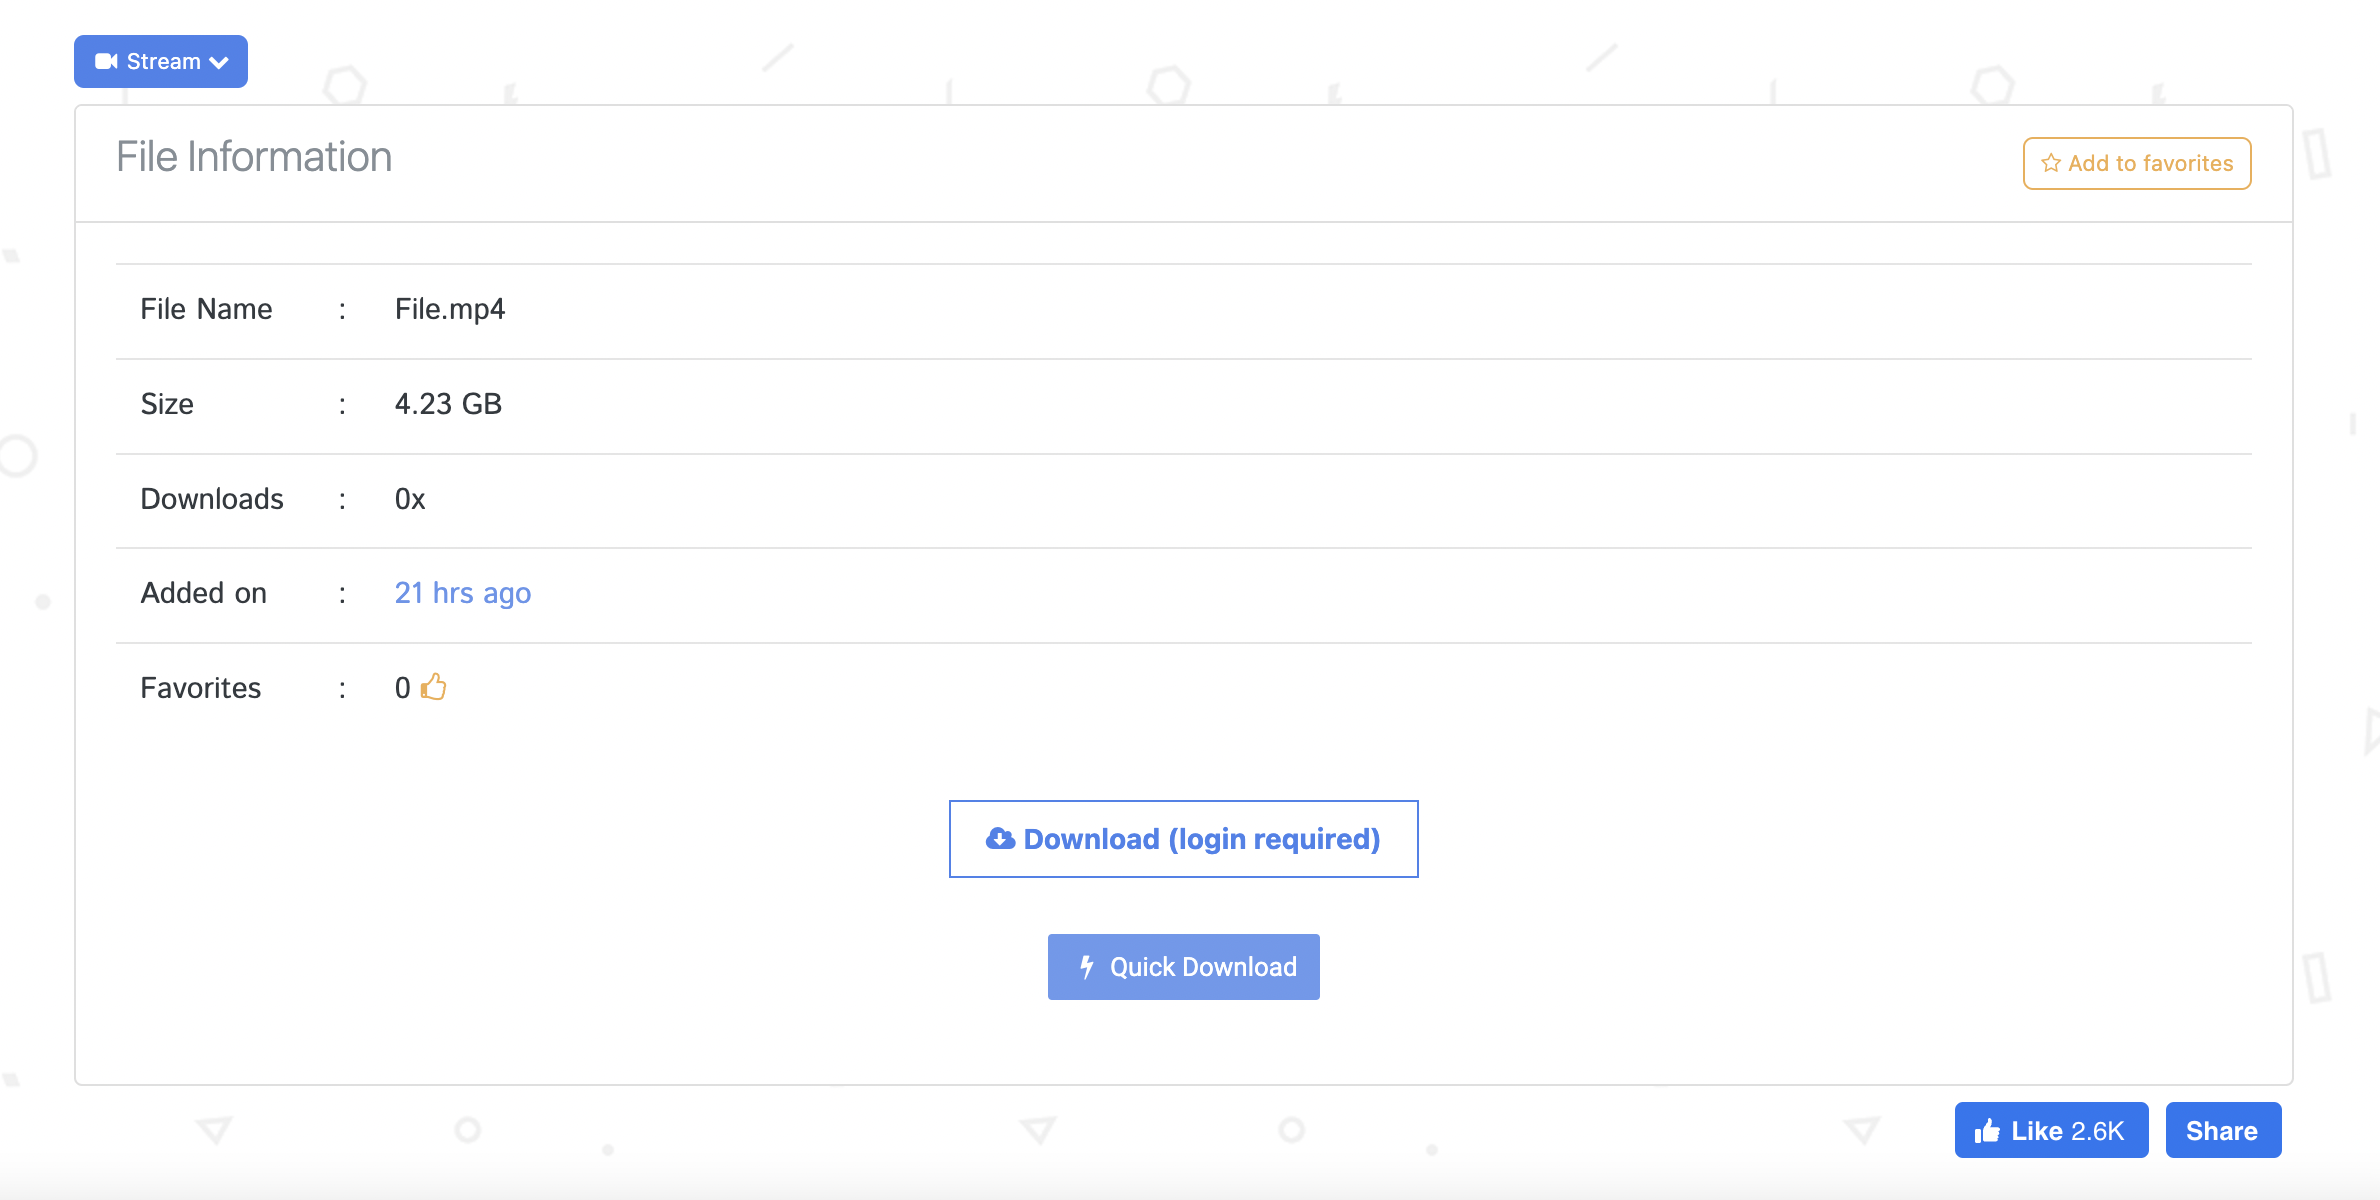 Stream
File Information
Add to favorites
File Name : File.mp4
Size : 4.23 GB
Downloads : 0x
Added on : 21 hrs ago
Favorites : 0
Download (login required)
Quick Download
Like 2.6K
Share